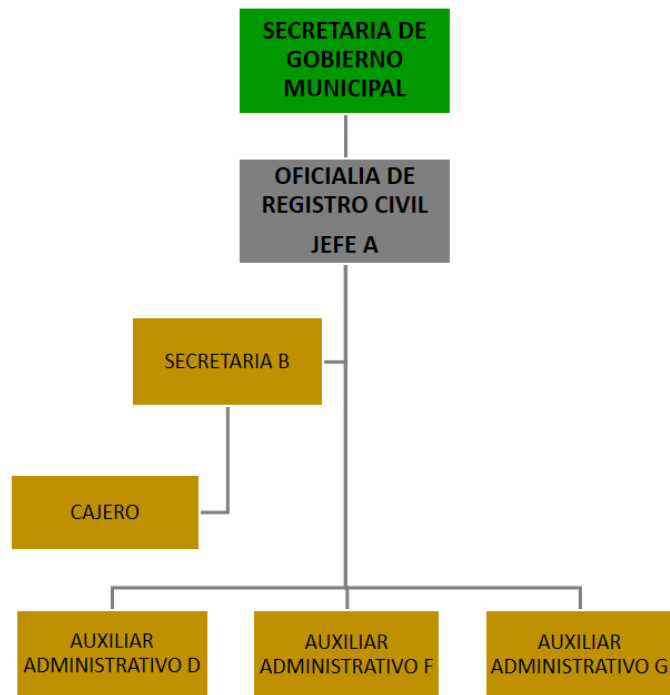 SECRETARIA DE
GOBIERNO
MUNICIPAL
OFICIALIA DE
REGISTRO CIVIL
JEFE A
SECRETARIA B
CAJERO
AUXILIAR
ADMINISTRATIVO D
AUXILIAR
ADMINISTRATIVO F
AUXILIAR
ADMINISTRATIVO G